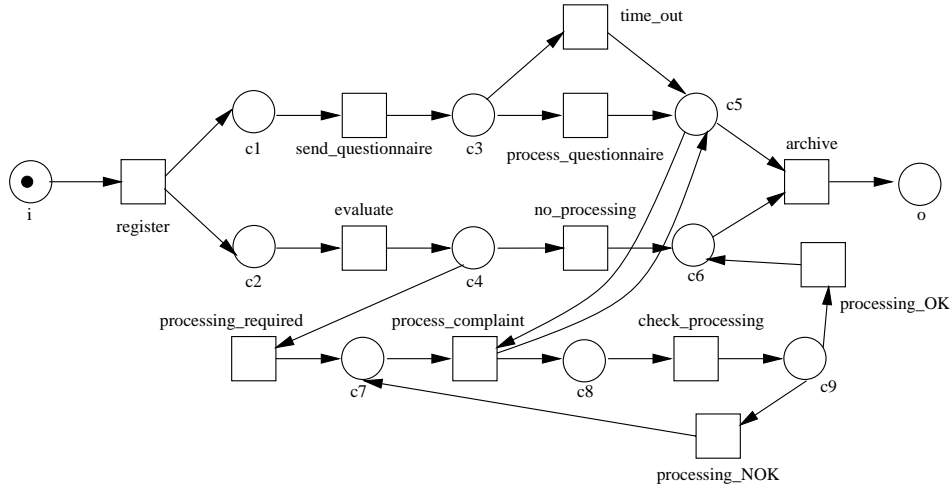 time_out
c5
c1
send_questionnaire
c3
process_questionnaire
archive
i
register
evaluate
no_processing
o
c2
c4
c6
processing_OK
processing_required
process_complaint
check_processing
c7
c8
c9
processing_NOK